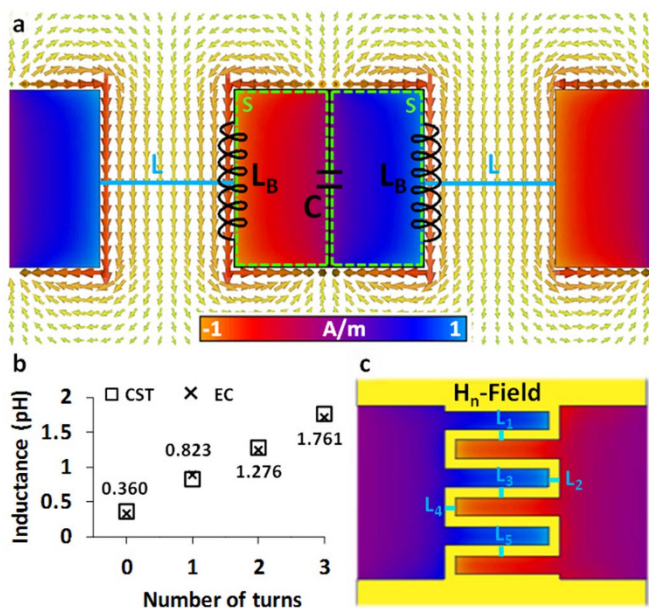 a
S S
L L_B C L_B L
-1 A/m 1
b
CST EC
Inductance (pH)
2
1.5
1
0.5
0
0.360
0.823
1.276
1.761
0 1 2 3
Number of turns
c
H_n-Field
L_1
L_3
L_2
L_4
L_5